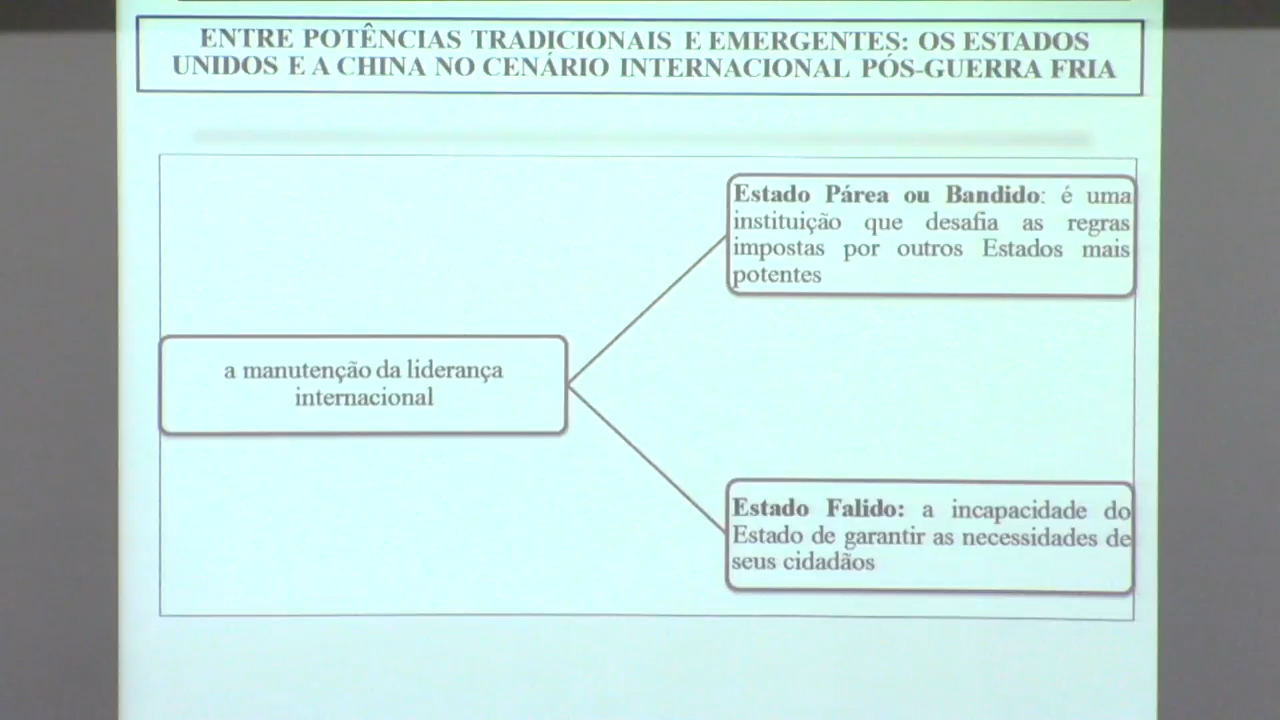 ENTRE POTÊNCIAS TRADICIONAIS E EMERGENTES: OS ESTADOS
UNIDOS E A CHINA NO CENÁRIO INTERNACIONAL PÓS-GUERRA FRIA
Estado Párea ou Bandido: é uma
instituição que desafia as regras
impostas por outros Estados mais
potentes
a manutenção da liderança
internacional
Estado Falido: a incapacidade do
Estado de garantir as necessidades de
seus cidadãos